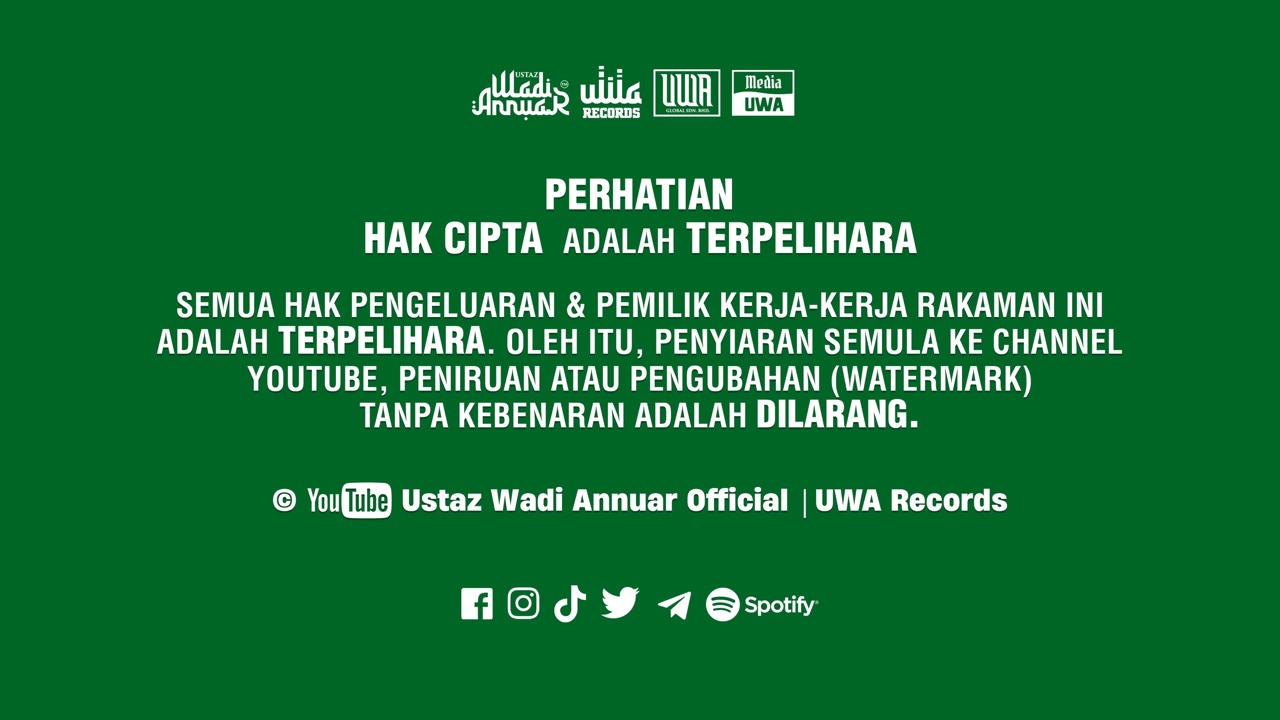 USTAZ Wadi Annuar TM
UWA RECORDS
UWA GLOBAL SDN. BHD.
Media UWA
PERHATIAN
HAK CIPTA ADALAH TERPELIHARA
SEMUA HAK PENGELUARAN & PEMILIK KERJA-KERJA RAKAMAN INI
ADALAH TERPELIHARA. OLEH ITU, PENYIARAN SEMULA KE CHANNEL
YOUTUBE, PENIRUAN ATAU PENGUBAHAN (WATERMARK)
TANPA KEBENARAN ADALAH DILARANG.
© YouTube Ustaz Wadi Annuar Official | UWA Records
Spotify®